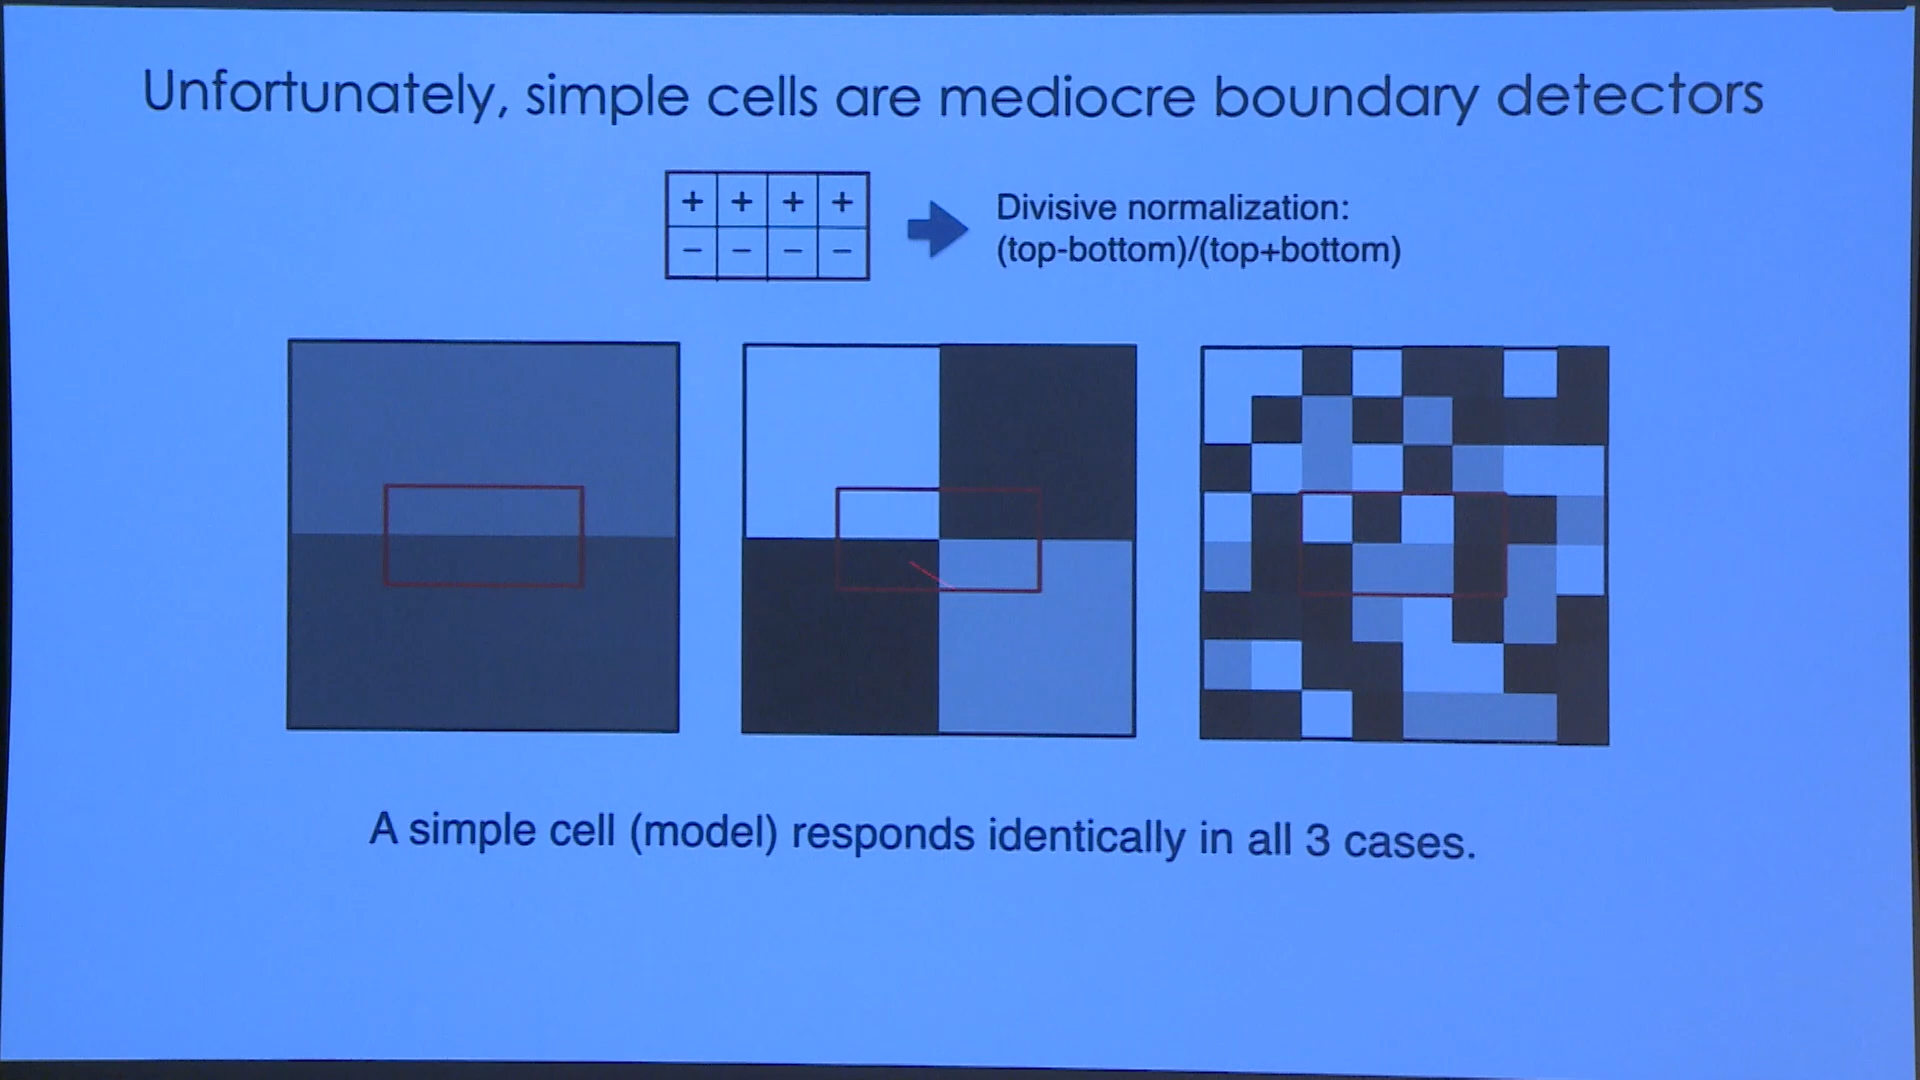 Unfortunately, simple cells are mediocre boundary detectors
+ + + +
− − − −
Divisive normalization:
(top-bottom)/(top+bottom)
A simple cell (model) responds identically in all 3 cases.